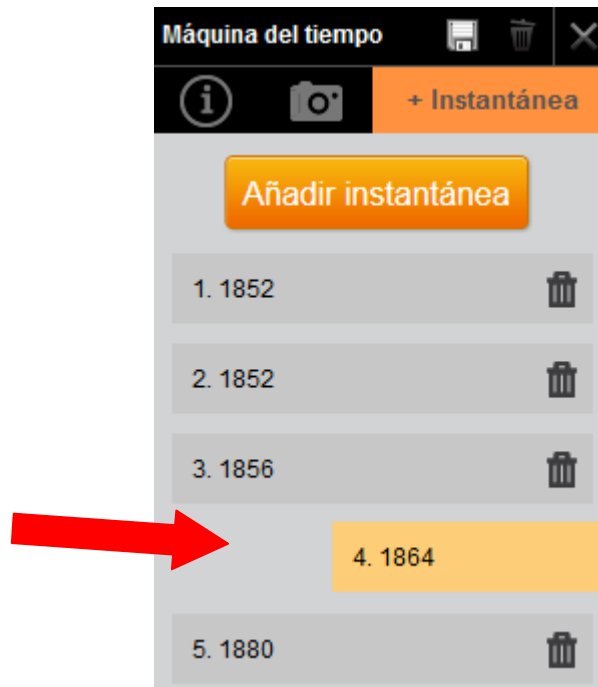 Máquina del tiempo
+ Instantánea
Añadir instantánea
1. 1852
2. 1852
3. 1856
4. 1864
5. 1880